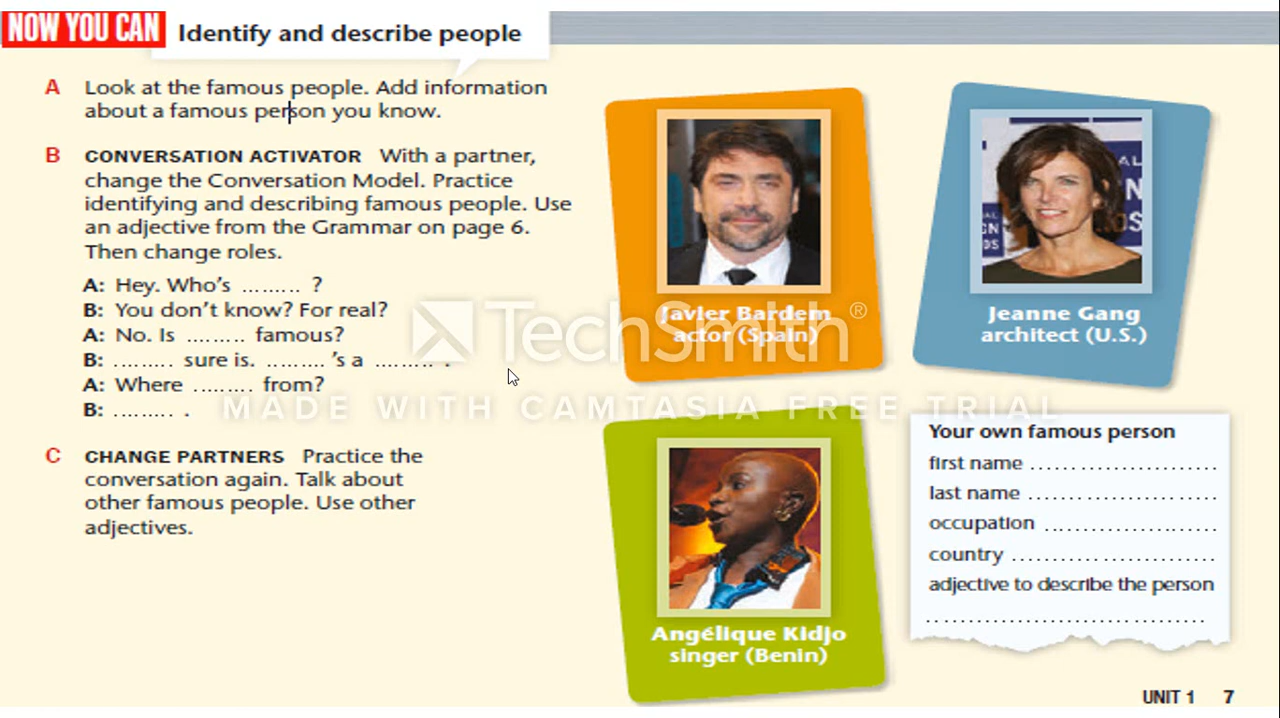 NOW YOU CAN
Identify and describe people
A Look at the famous people. Add information
about a famous person you know.
B CONVERSATION ACTIVATOR With a partner,
change the Conversation Model. Practice
identifying and describing famous people. Use
an adjective from the Grammar on page 6.
Then change roles.
A: Hey. Who's ......... ?
B: You don't know? For real?
A: No. Is ........ famous?
B: ........ sure is. ........ 's a ........ .
A: Where ........ from?
B: ........ .
C CHANGE PARTNERS Practice the
conversation again. Talk about
other famous people. Use other
adjectives.
Javier Bardem
actor (Spain)
AL
GN
DS
Jeanne Gang
architect (U.S.)
Angélique Kidjo
singer (Benin)
Your own famous person
first name ..........................
last name ..........................
occupation ........................
country ............................
adjective to describe the person
....................................
UNIT 1 7
TechSmith®
MADE WITH CAMTASIA FREE TRIAL